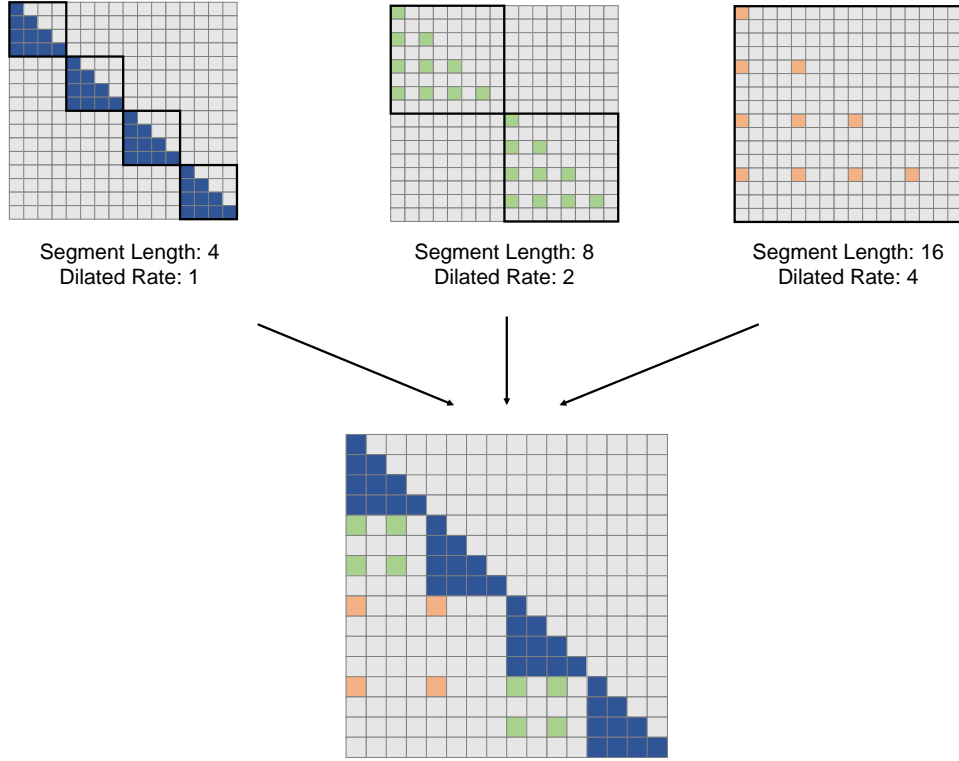 Segment Length: 4
Dilated Rate: 1
Segment Length: 8
Dilated Rate: 2
Segment Length: 16
Dilated Rate: 4